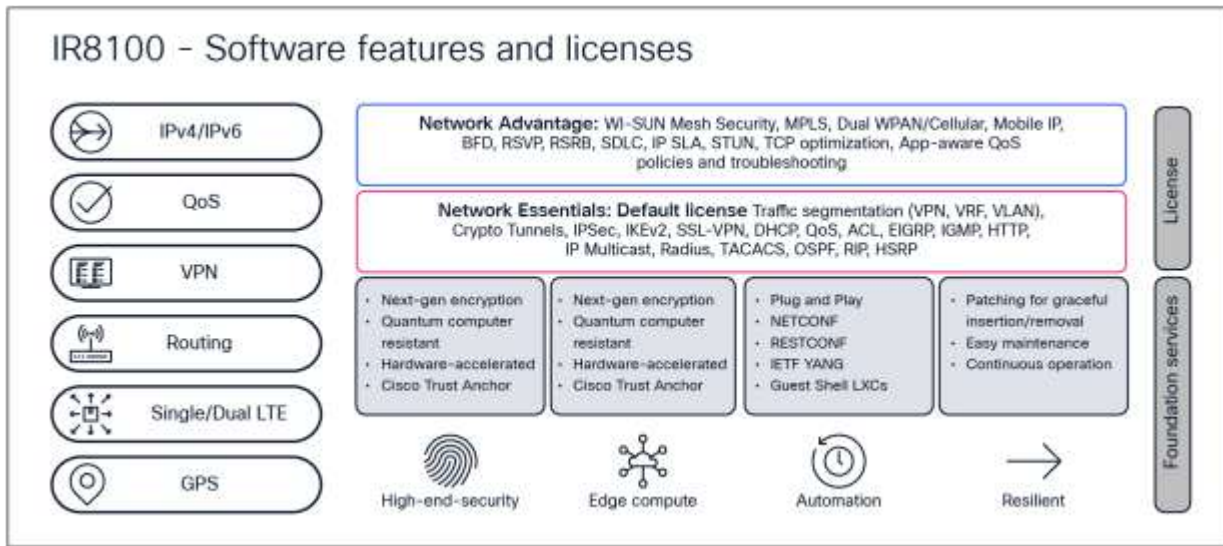 IR8100 - Software features and licenses
IPv4/IPv6
QoS
VPN
Routing
Single/Dual LTE
GPS
Network Advantage: WI-SUN Mesh Security, MPLS, Dual WPAN/Cellular, Mobile IP,
BFD, RSVP, RSRB, SDLC, IP SLA, STUN, TCP optimization, App-aware QoS
policies and troubleshooting
Network Essentials: Default license Traffic segmentation (VPN, VRF, VLAN),
Crypto Tunnels, IPSec, IKEv2, SSL-VPN, DHCP, QoS, ACL, EIGRP, IGMP, HTTP,
IP Multicast, Radius, TACACS, OSPF, RIP, HSRP
License
• Next-gen encryption
• Quantum computer
resistant
• Hardware-accelerated
• Cisco Trust Anchor
High-end-security
• Next-gen encryption
• Quantum computer
resistant
• Hardware-accelerated
• Cisco Trust Anchor
Edge compute
• Plug and Play
• NETCONF
• RESTCONF
• IETF YANG
• Guest Shell LXCs
Automation
• Patching for graceful
insertion/removal
• Easy maintenance
• Continuous operation
Resilient
Foundation services